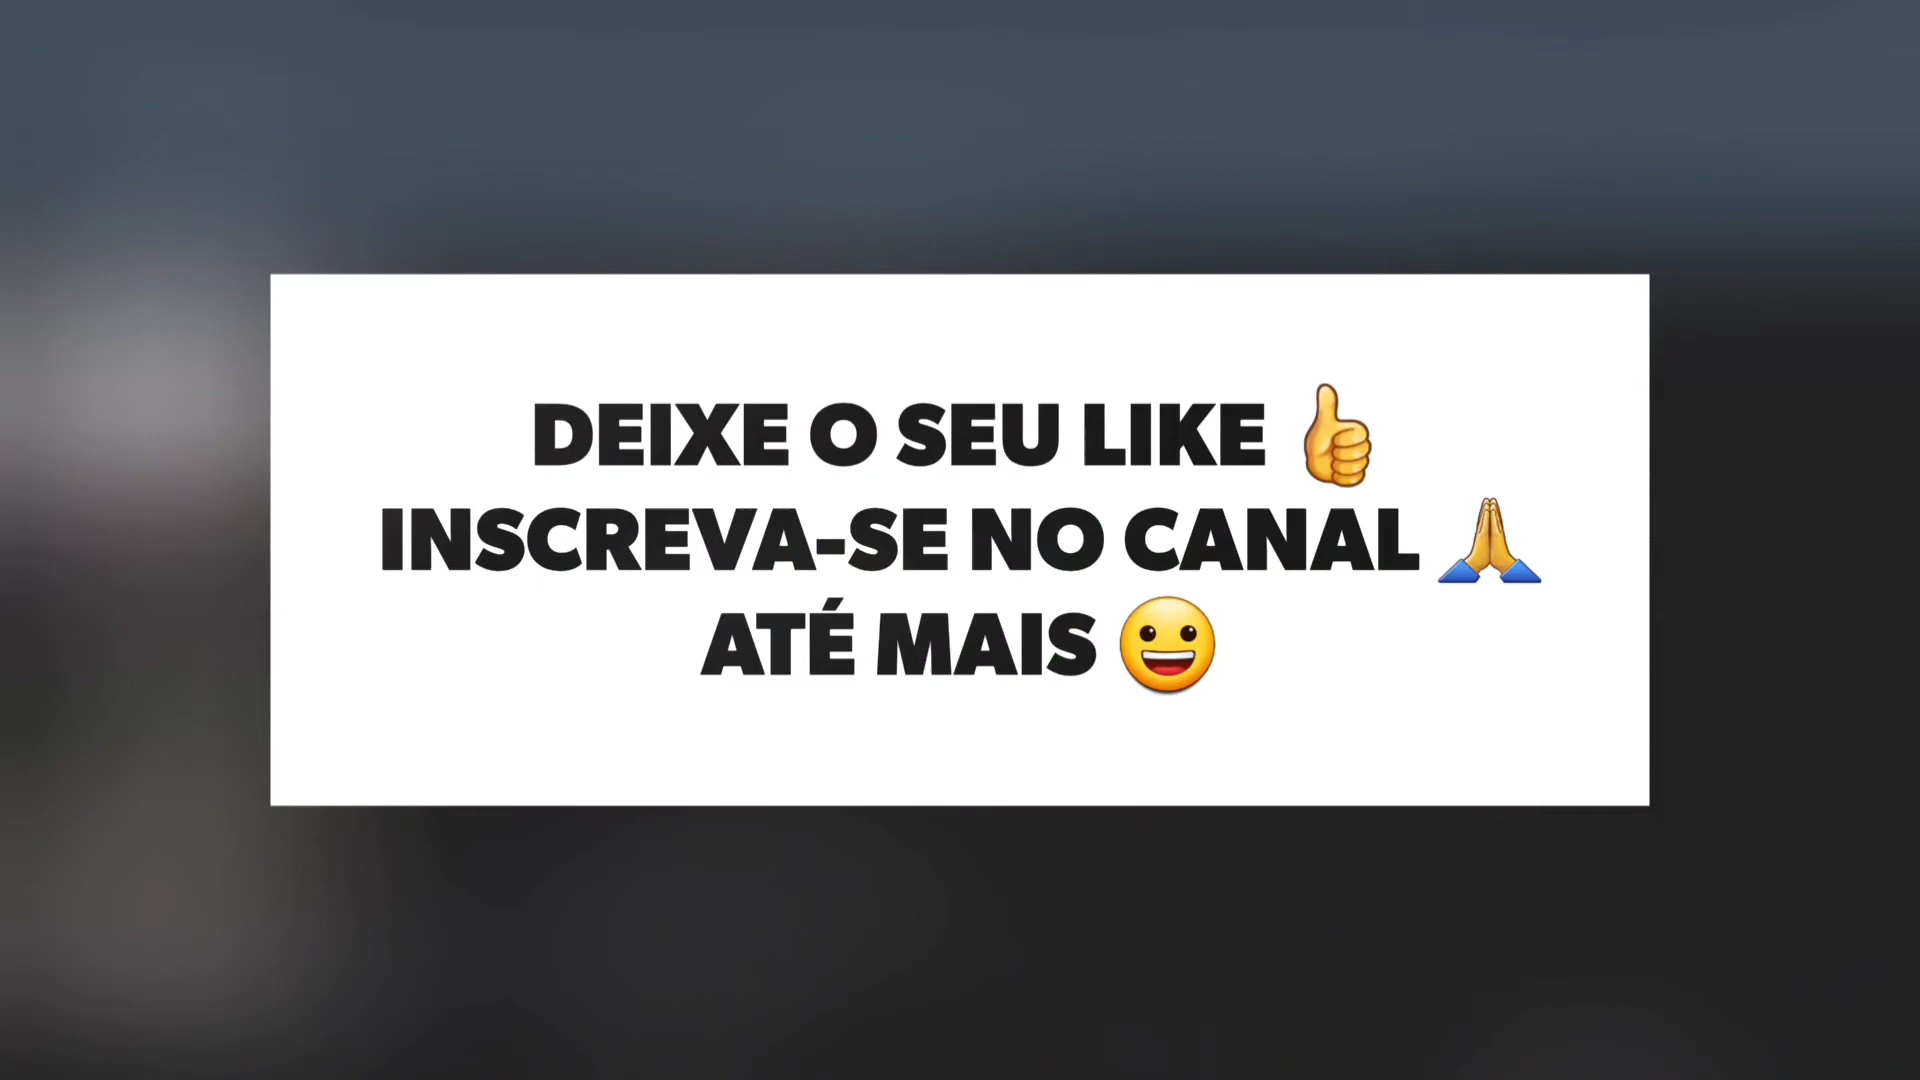 DEIXE O SEU LIKE 👍
INSCREVA-SE NO CANAL 🙏
ATÉ MAIS 😀